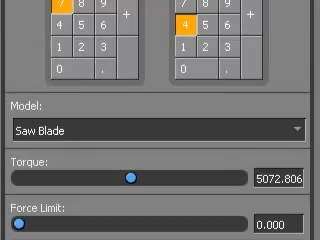 7 8 9 7 8 9
4 5 6 + 4 5 6 +
1 2 3 1 2 3
0 . 0 .
Model:
Saw Blade
Torque:
5072.806
Force Limit:
0.000